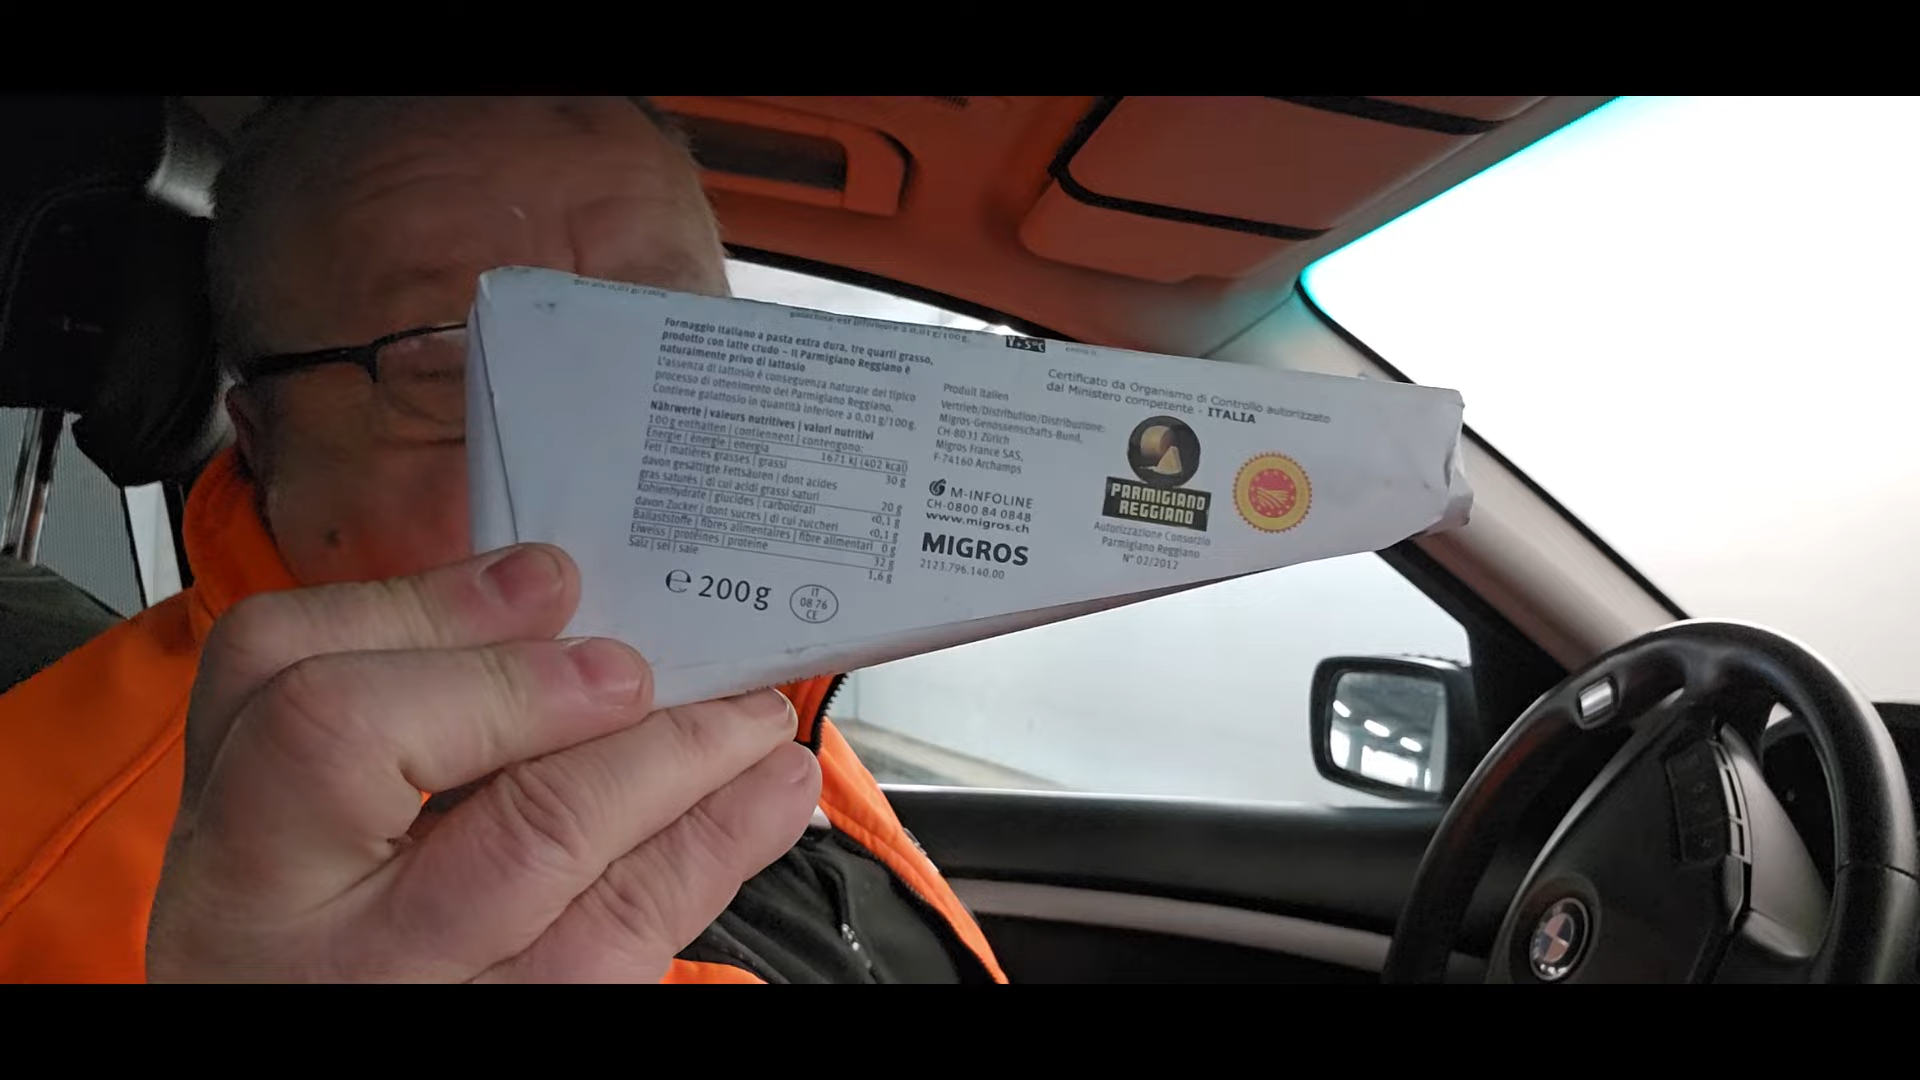 galactose est inférieure à 0,01 g/100g.
+5°C
Formaggio italiano a pasta extra dura, tre quarti grasso,
prodotto con latte crudo – Il Parmigiano Reggiano è
naturalmente privo di lattosio
L'assenza di lattosio è conseguenza naturale del tipico
processo di ottenimento del Parmigiano Reggiano.
Contiene galattosio in quantità inferiore a 0,01 g/100g.
Nährwerte | valeurs nutritives | valori nutritivi
100 g enthalten | contiennent | contengono:
Energie | énergie | energia 1671 kJ (402 kcal)
Fett | matières grasses | grassi 30 g
davon gesättigte Fettsäuren | dont acides
gras saturés | di cui acidi grassi saturi 20 g
Kohlenhydrate | glucides | carboidrati <0,1 g
davon Zucker | dont sucres | di cui zuccheri <0,1 g
Ballaststoffe | fibres alimentaires | fibre alimentari 0 g
Eiweiss | protéines | proteine 32 g
Salz | sel | sale 1,6 g
e 200g
IT
08 76
CE
Produit italien
Vertrieb/Distribution/Distribuzione:
Migros-Genossenschafts-Bund,
CH-8031 Zürich
Migros France SAS,
F-74160 Archamps
M-INFOLINE
CH-0800 84 0848
www.migros.ch
MIGROS
2123.796.140.00
Certificato da Organismo di Controllo autorizzato
dal Ministero competente - ITALIA
PARMIGIANO
REGGIANO
Autorizzazione Consorzio
Parmigiano Reggiano
N° 02/2012